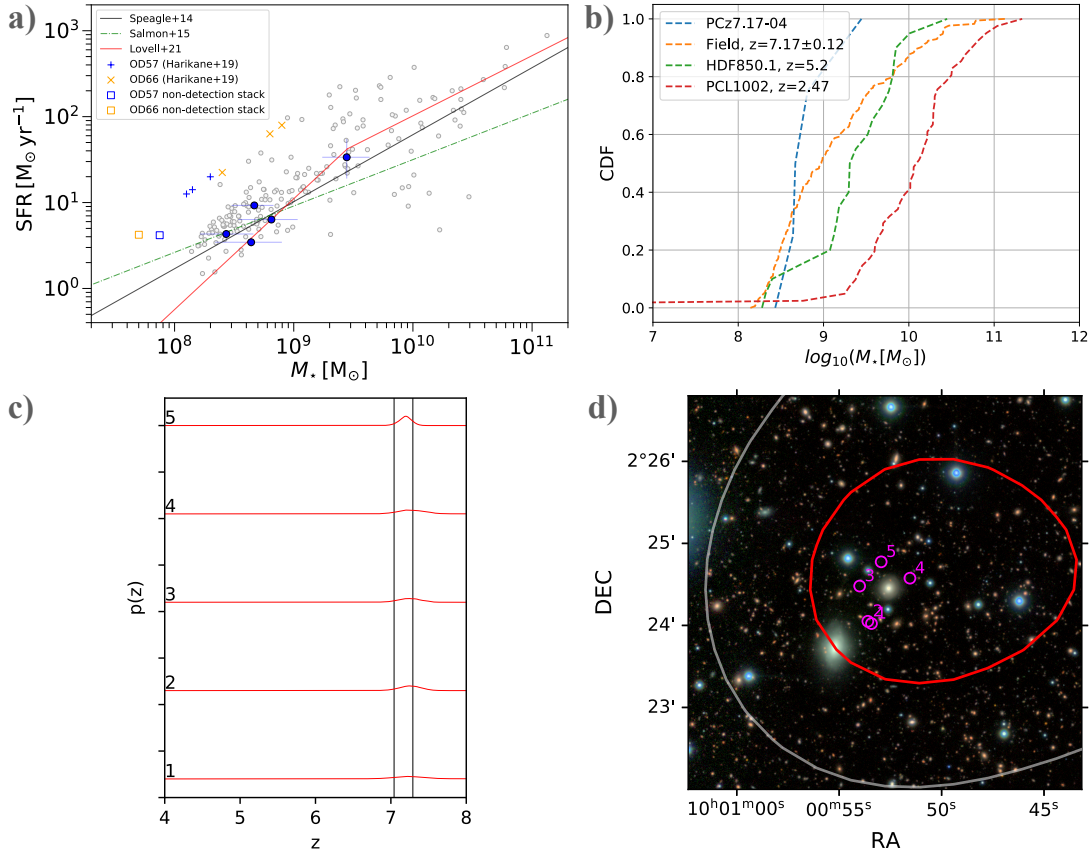 a)
Speagle+14
Salmon+15
Lovell+21
OD57 (Harikane+19)
OD66 (Harikane+19)
OD57 non-detection stack
OD66 non-detection stack
10³
10²
10¹
10⁰
SFR [M⊙ yr⁻¹]
10⁸ 10⁹ 10¹⁰ 10¹¹
M⋆ [M⊙]
b)
PCz7.17-04
Field, z=7.17±0.12
HDF850.1, z=5.2
PCL1002, z=2.47
1.0
0.8
0.6
0.4
0.2
0.0
CDF
7 8 9 10 11 12
log₁₀(M⋆[M⊙])
c)
5
4
3
2
1
p(z)
4 5 6 7 8
z
d)
2°26'
25'
24'
23'
DEC
5
4
3
2
10ʰ01ᵐ00ˢ 00ᵐ55ˢ 50ˢ 45ˢ
RA